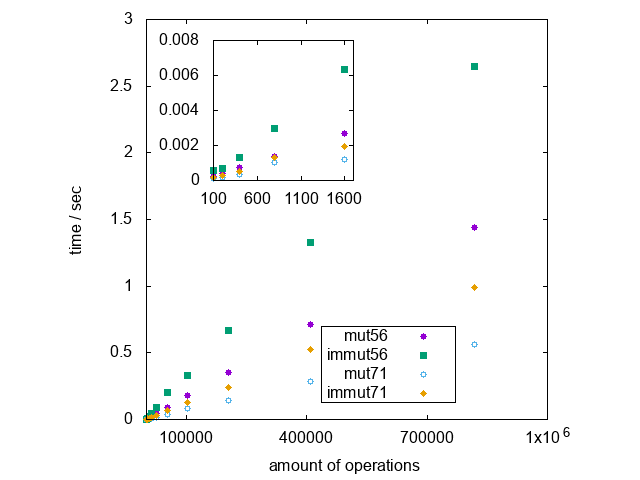 3
2.5
2
1.5
1
0.5
0
time / sec
0.008
0.006
0.004
0.002
0
100 600 1100 1600
mut56
immut56
mut71
immut71
100000 400000 700000 1x10^6
amount of operations